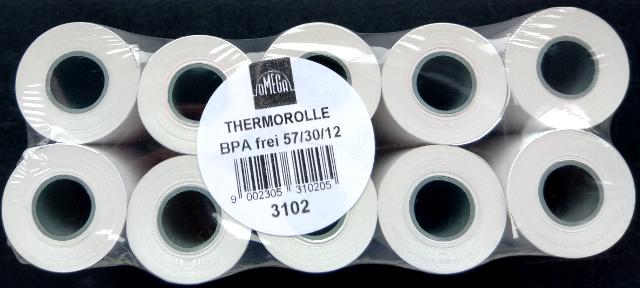 OMEGA
THERMOROLLE
BPA frei 57/30/12
9 002305 310205
3102